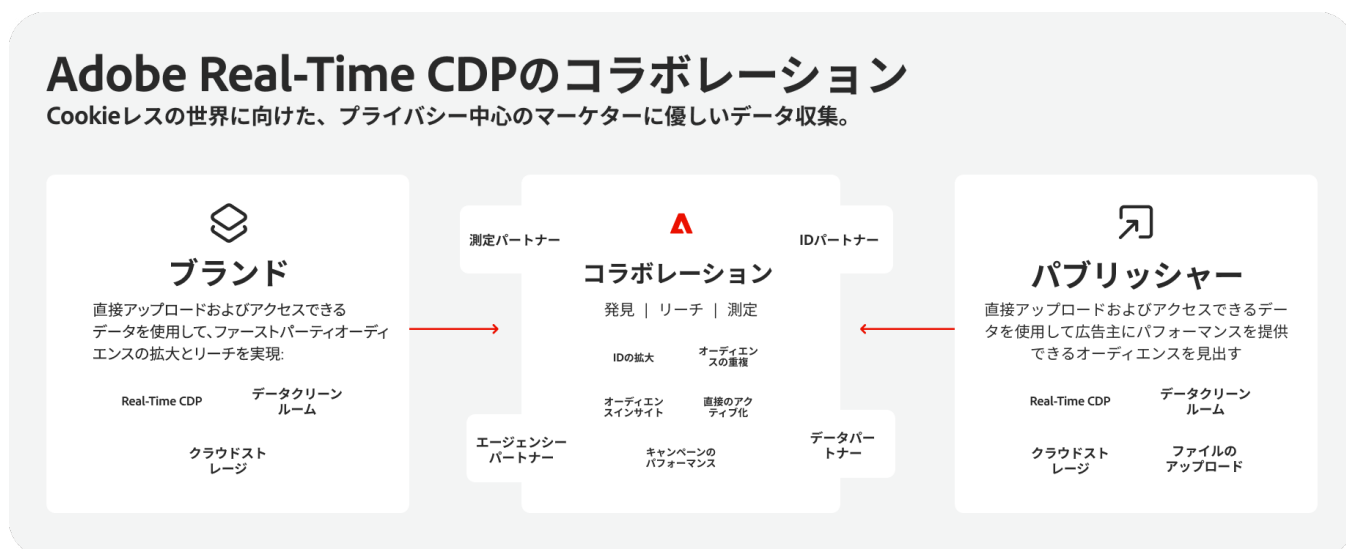 Adobe Real-Time CDPのコラボレーション
Cookieレスの世界に向けた、プライバシー中心のマーケターに優しいデータ収集。
ブランド
直接アップロードおよびアクセスできる
データを使用して、ファーストパーティオーディ
エンスの拡大とリーチを実現:
Real-Time CDP
データクリーン
ルーム
クラウドスト
レージ
測定パートナー
IDパートナー
コラボレーション
発見 | リーチ | 測定
IDの拡大
オーディエン
スの重複
オーディエン
スインサイト
直接のアク
ティブ化
キャンペーンの
パフォーマンス
エージェンシー
パートナー
データパー
トナー
パブリッシャー
直接アップロードおよびアクセスできるデー
タを使用して広告主にパフォーマンスを提供
できるオーディエンスを見出す
Real-Time CDP
データクリーン
ルーム
クラウドスト
レージ
ファイルの
アップロード